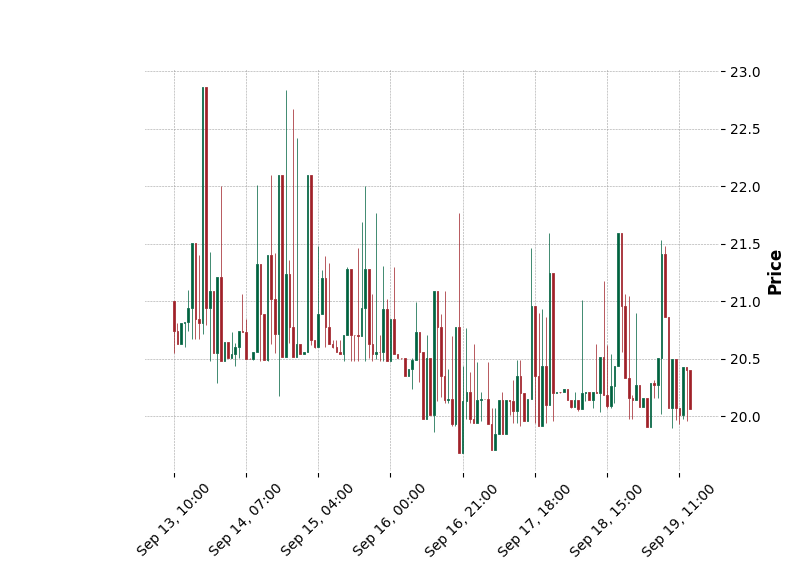 23.0
22.5
22.0
21.5
21.0
20.5
20.0
Price
Sep 13, 10:00
Sep 14, 07:00
Sep 15, 04:00
Sep 16, 00:00
Sep 16, 21:00
Sep 17, 18:00
Sep 18, 15:00
Sep 19, 11:00